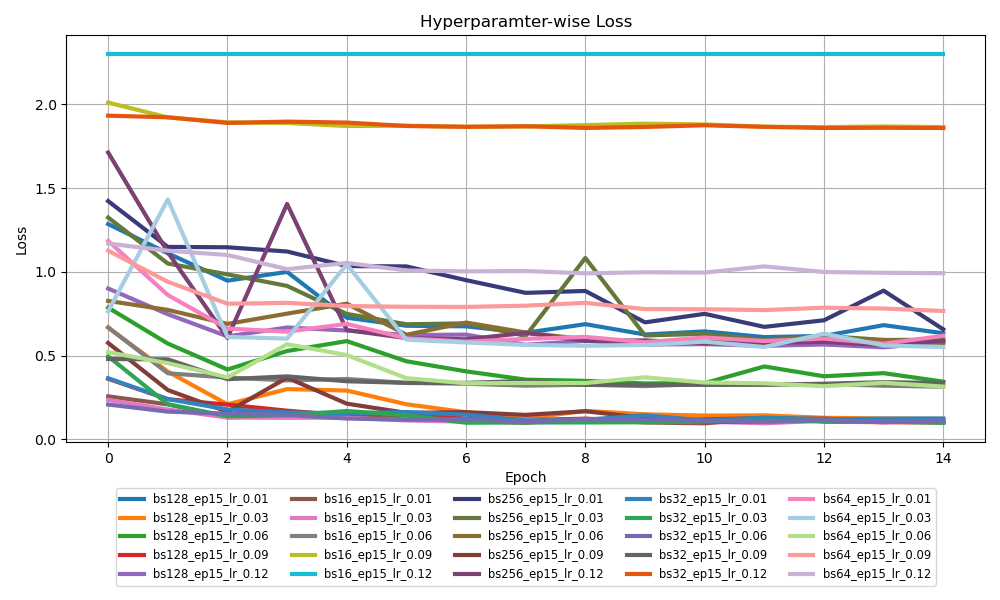 Hyperparamter-wise Loss
2.0
1.5
1.0
0.5
0.0
Loss
0 2 4 6 8 10 12 14
Epoch
bs128_ep15_lr_0.01 bs16_ep15_lr_0.01 bs256_ep15_lr_0.01 bs32_ep15_lr_0.01 bs64_ep15_lr_0.01
bs128_ep15_lr_0.03 bs16_ep15_lr_0.03 bs256_ep15_lr_0.03 bs32_ep15_lr_0.03 bs64_ep15_lr_0.03
bs128_ep15_lr_0.06 bs16_ep15_lr_0.06 bs256_ep15_lr_0.06 bs32_ep15_lr_0.06 bs64_ep15_lr_0.06
bs128_ep15_lr_0.09 bs16_ep15_lr_0.09 bs256_ep15_lr_0.09 bs32_ep15_lr_0.09 bs64_ep15_lr_0.09
bs128_ep15_lr_0.12 bs16_ep15_lr_0.12 bs256_ep15_lr_0.12 bs32_ep15_lr_0.12 bs64_ep15_lr_0.12